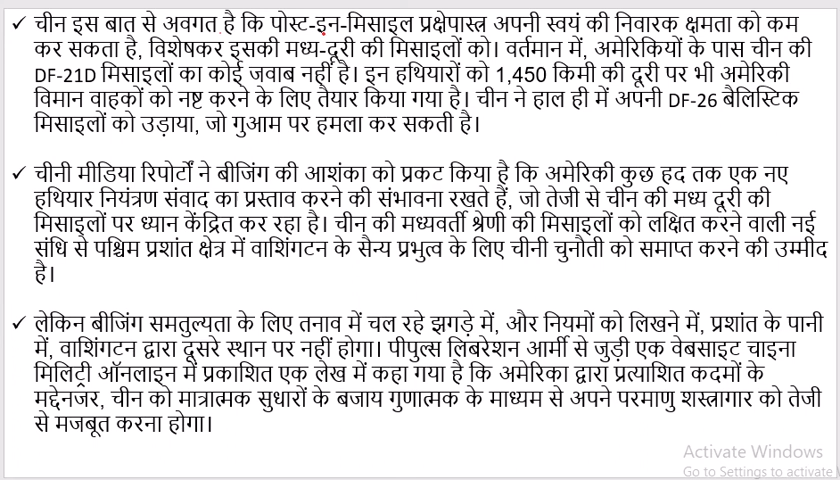 ✓ चीन इस बात से अवगत है कि पोस्ट-इन-मिसाइल प्रक्षेपास्त्र अपनी स्वयं की निवारक क्षमता को कम
कर सकता है, विशेषकर इसकी मध्य-दूरी की मिसाइलों को। वर्तमान में, अमेरिकियों के पास चीन की
DF-21D मिसाइलों का कोई जवाब नहीं है। इन हथियारों को 1,450 किमी की दूरी पर भी अमेरिकी
विमान वाहकों को नष्ट करने के लिए तैयार किया गया है। चीन ने हाल ही में अपनी DF-26 बैलिस्टिक
मिसाइलों को उड़ाया, जो गुआम पर हमला कर सकती है।
✓ चीनी मीडिया रिपोर्टों ने बीजिंग की आशंका को प्रकट किया है कि अमेरिकी कुछ हद तक एक नए
हथियार नियंत्रण संवाद का प्रस्ताव करने की संभावना रखते हैं, जो तेजी से चीन की मध्य दूरी की
मिसाइलों पर ध्यान केंद्रित कर रहा है। चीन की मध्यवर्ती श्रेणी की मिसाइलों को लक्षित करने वाली नई
संधि से पश्चिम प्रशांत क्षेत्र में वाशिंगटन के सैन्य प्रभुत्व के लिए चीनी चुनौती को समाप्त करने की उम्मीद
है।
✓ लेकिन बीजिंग समतुल्यता के लिए तनाव में चल रहे झगड़े में, और नियमों को लिखने में, प्रशांत के पानी
में, वाशिंगटन द्वारा दूसरे स्थान पर नहीं होगा। पीपुल्स लिबरेशन आर्मी से जुड़ी एक वेबसाइट चाइना
मिलिट्री ऑनलाइन में प्रकाशित एक लेख में कहा गया है कि अमेरिका द्वारा प्रत्याशित कदमों के
मद्देनजर, चीन को मात्रात्मक सुधारों के बजाय गुणात्मक के माध्यम से अपने परमाणु शस्त्रागार को तेजी
से मजबूत करना होगा।
Activate Windows
Go to Settings to activate